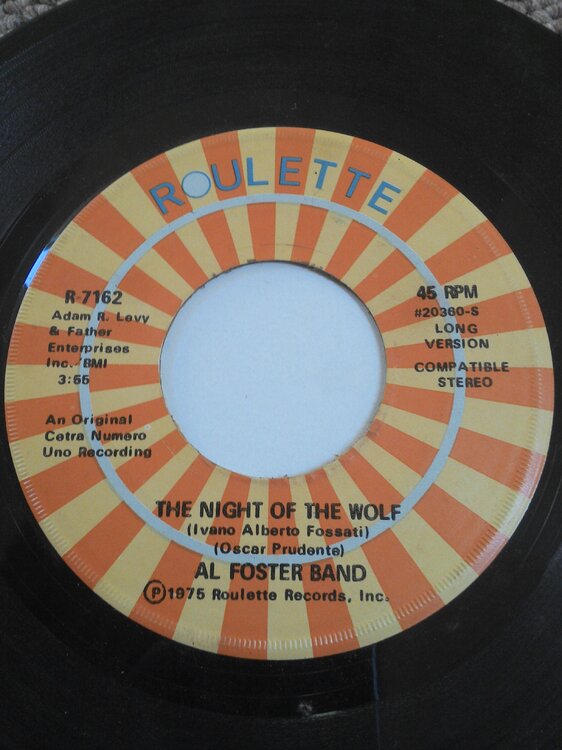 ROULETTE
R-7162
Adam R. Levy
& Father
Enterprises
Inc./BMI
3:55
An Original
Cetra Numero
Uno Recording
45 RPM
#20360-S
LONG
VERSION
COMPATIBLE
STEREO
THE NIGHT OF THE WOLF
(Ivano Alberto Fossati)
(Oscar Prudente)
AL FOSTER BAND
Ⓟ1975 Roulette Records, Inc.